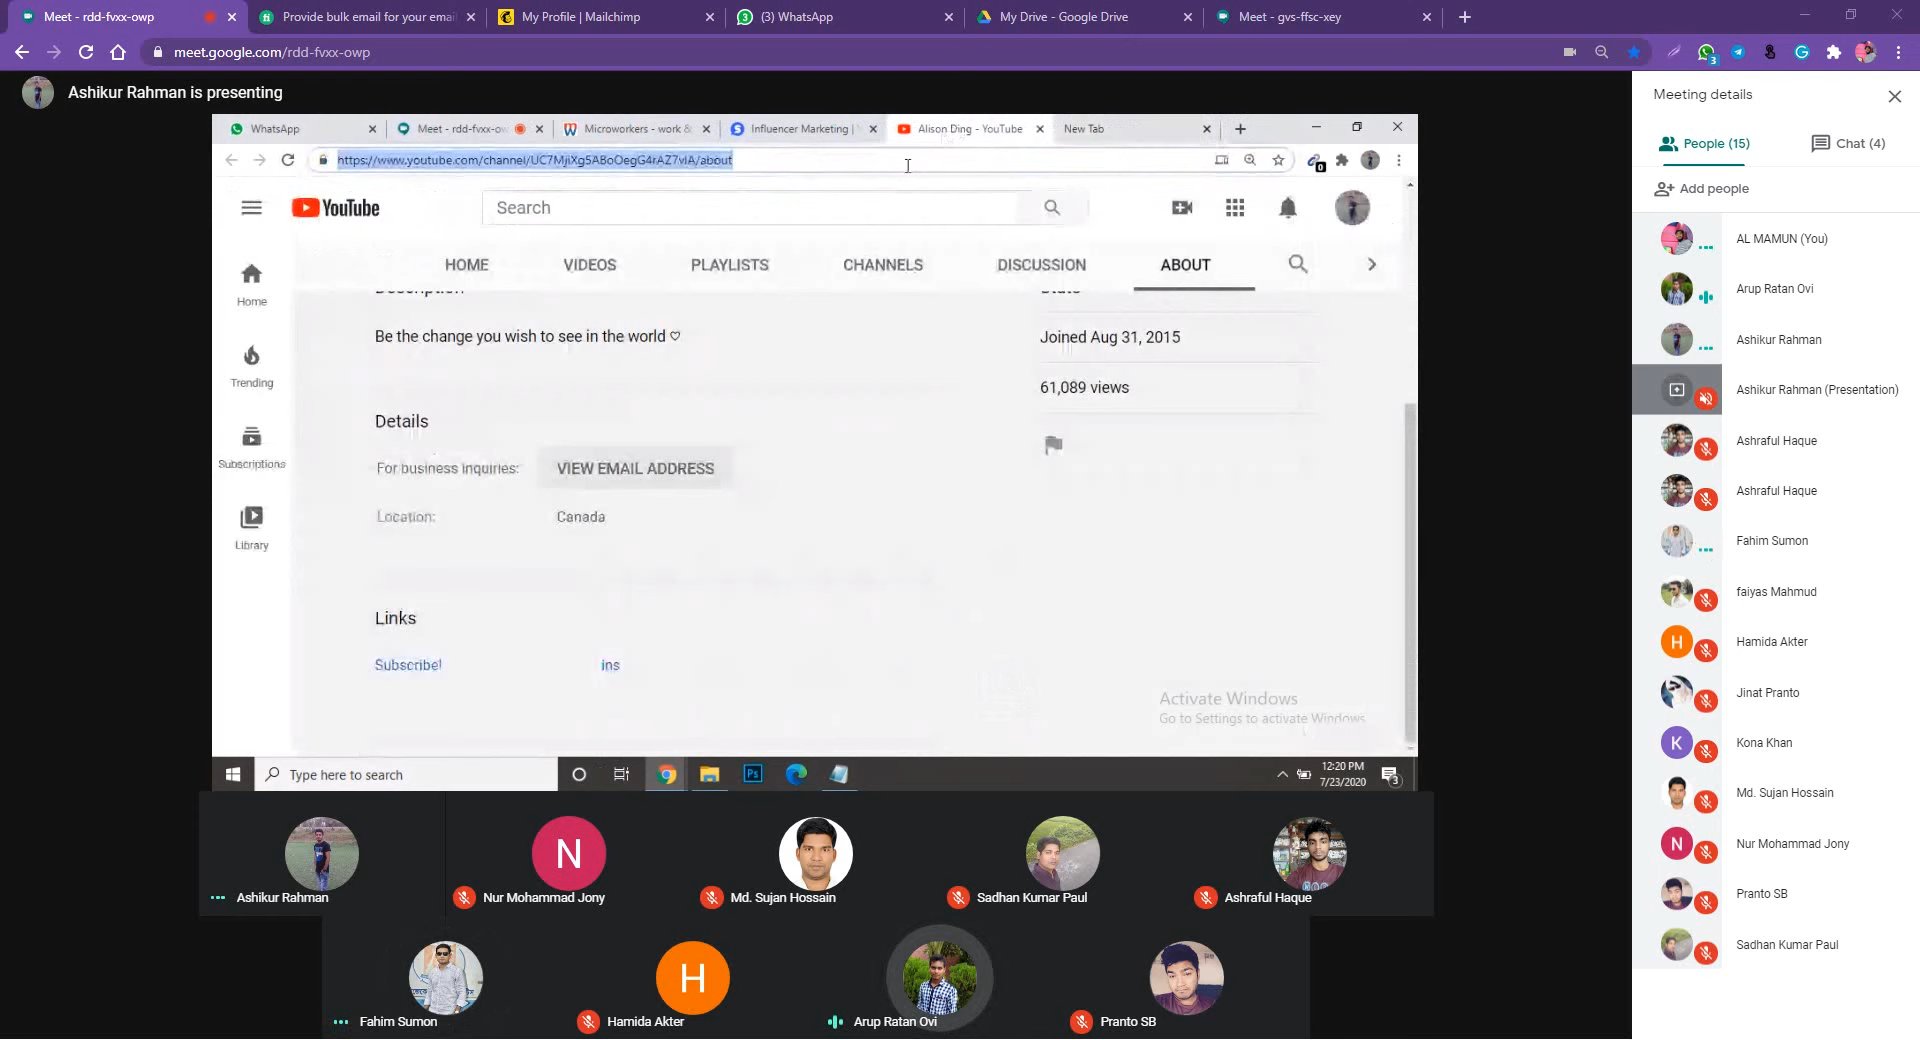 Meet - rdd-fvxx-owp
Provide bulk email for your email
My Profile | Mailchimp
(3) WhatsApp
My Drive - Google Drive
Meet - gvs-ffsc-xey
meet.google.com/rdd-fvxx-owp
3
Ashikur Rahman is presenting
WhatsApp
Meet - rdd-fvxx-ow
Microworkers - work &
Influencer Marketing |
Alison Ding - YouTube
New Tab
https://www.youtube.com/channel/UC7MjiXg5ABoOegG4rAZ7vIA/about
0
YouTube
Search
HOME
VIDEOS
PLAYLISTS
CHANNELS
DISCUSSION
ABOUT
Home
Trending
Subscriptions
Library
Description
Stats
Be the change you wish to see in the world ♡
Joined Aug 31, 2015
61,089 views
Details
For business inquiries:
VIEW EMAIL ADDRESS
Location:
Canada
Links
Subscribe!
ins
Activate Windows
Go to Settings to activate Windows.
Type here to search
Ps
12:20 PM
7/23/2020
3
Ashikur Rahman
N
Nur Mohammad Jony
Md. Sujan Hossain
Sadhan Kumar Paul
Ashraful Haque
Fahim Sumon
H
Hamida Akter
Arup Ratan Ovi
Pranto SB
Meeting details
People (15)
Chat (4)
Add people
AL MAMUN (You)
Arup Ratan Ovi
Ashikur Rahman
Ashikur Rahman (Presentation)
Ashraful Haque
Ashraful Haque
Fahim Sumon
faiyas Mahmud
H
Hamida Akter
Jinat Pranto
K
Kona Khan
Md. Sujan Hossain
N
Nur Mohammad Jony
Pranto SB
Sadhan Kumar Paul